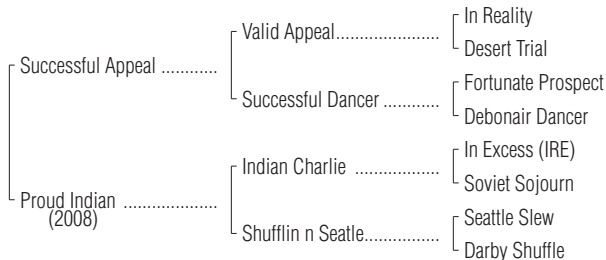 In Reality
Valid Appeal....................
Desert Trial
Successful Appeal ............
Fortunate Prospect
Successful Dancer ............
Debonair Dancer
In Excess (IRE)
Indian Charlie ..................
Soviet Sojourn
Proud Indian ....................
(2008)
Seattle Slew
Shufflin n Seatle................
Darby Shuffle